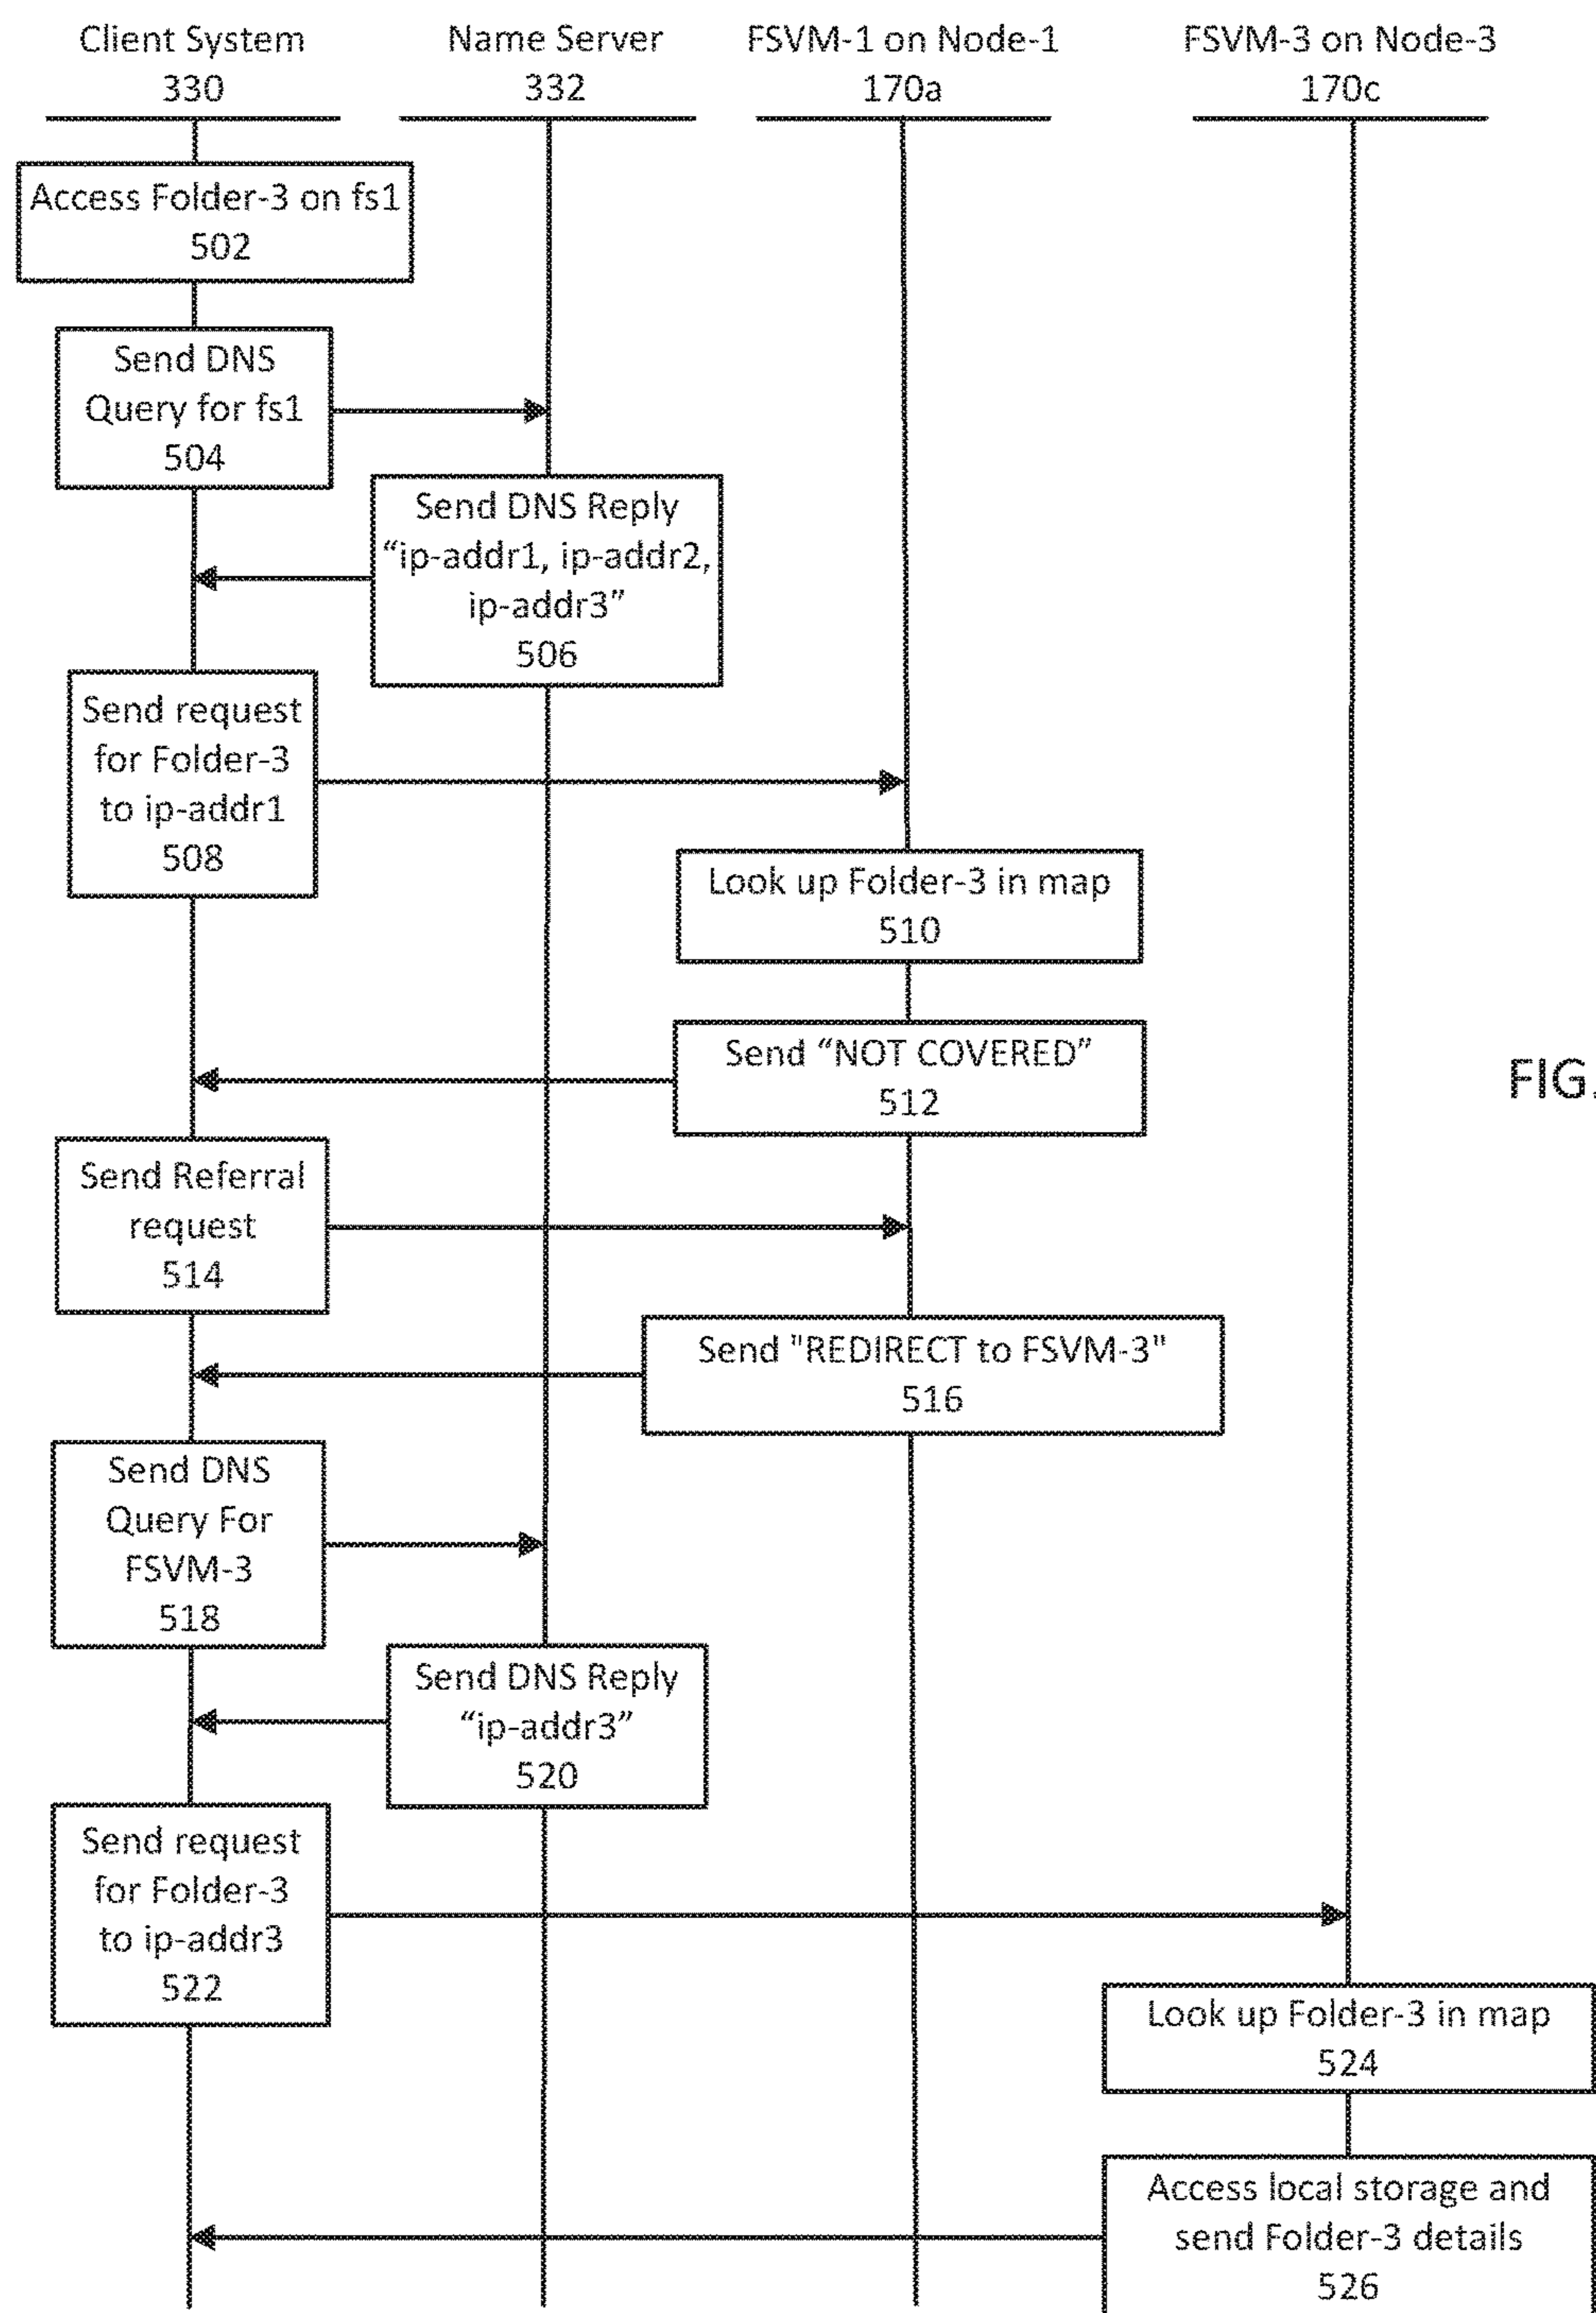 Client System
330
Name Server
332
FSVM-1 on Node-1
170a
FSVM-3 on Node-3
170c
Access Folder-3 on fs1
502
Send DNS
Query for fs1
504
Send DNS Reply
“ip-addr1, ip-addr2,
ip-addr3”
506
Send request
for Folder-3
to ip-addr1
508
Look up Folder-3 in map
510
Send “NOT COVERED”
512
FIG.
Send Referral
request
514
Send "REDIRECT to FSVM-3"
516
Send DNS
Query For
FSVM-3
518
Send DNS Reply
“ip-addr3”
520
Send request
for Folder-3
to ip-addr3
522
Look up Folder-3 in map
524
Access local storage and
send Folder-3 details
526